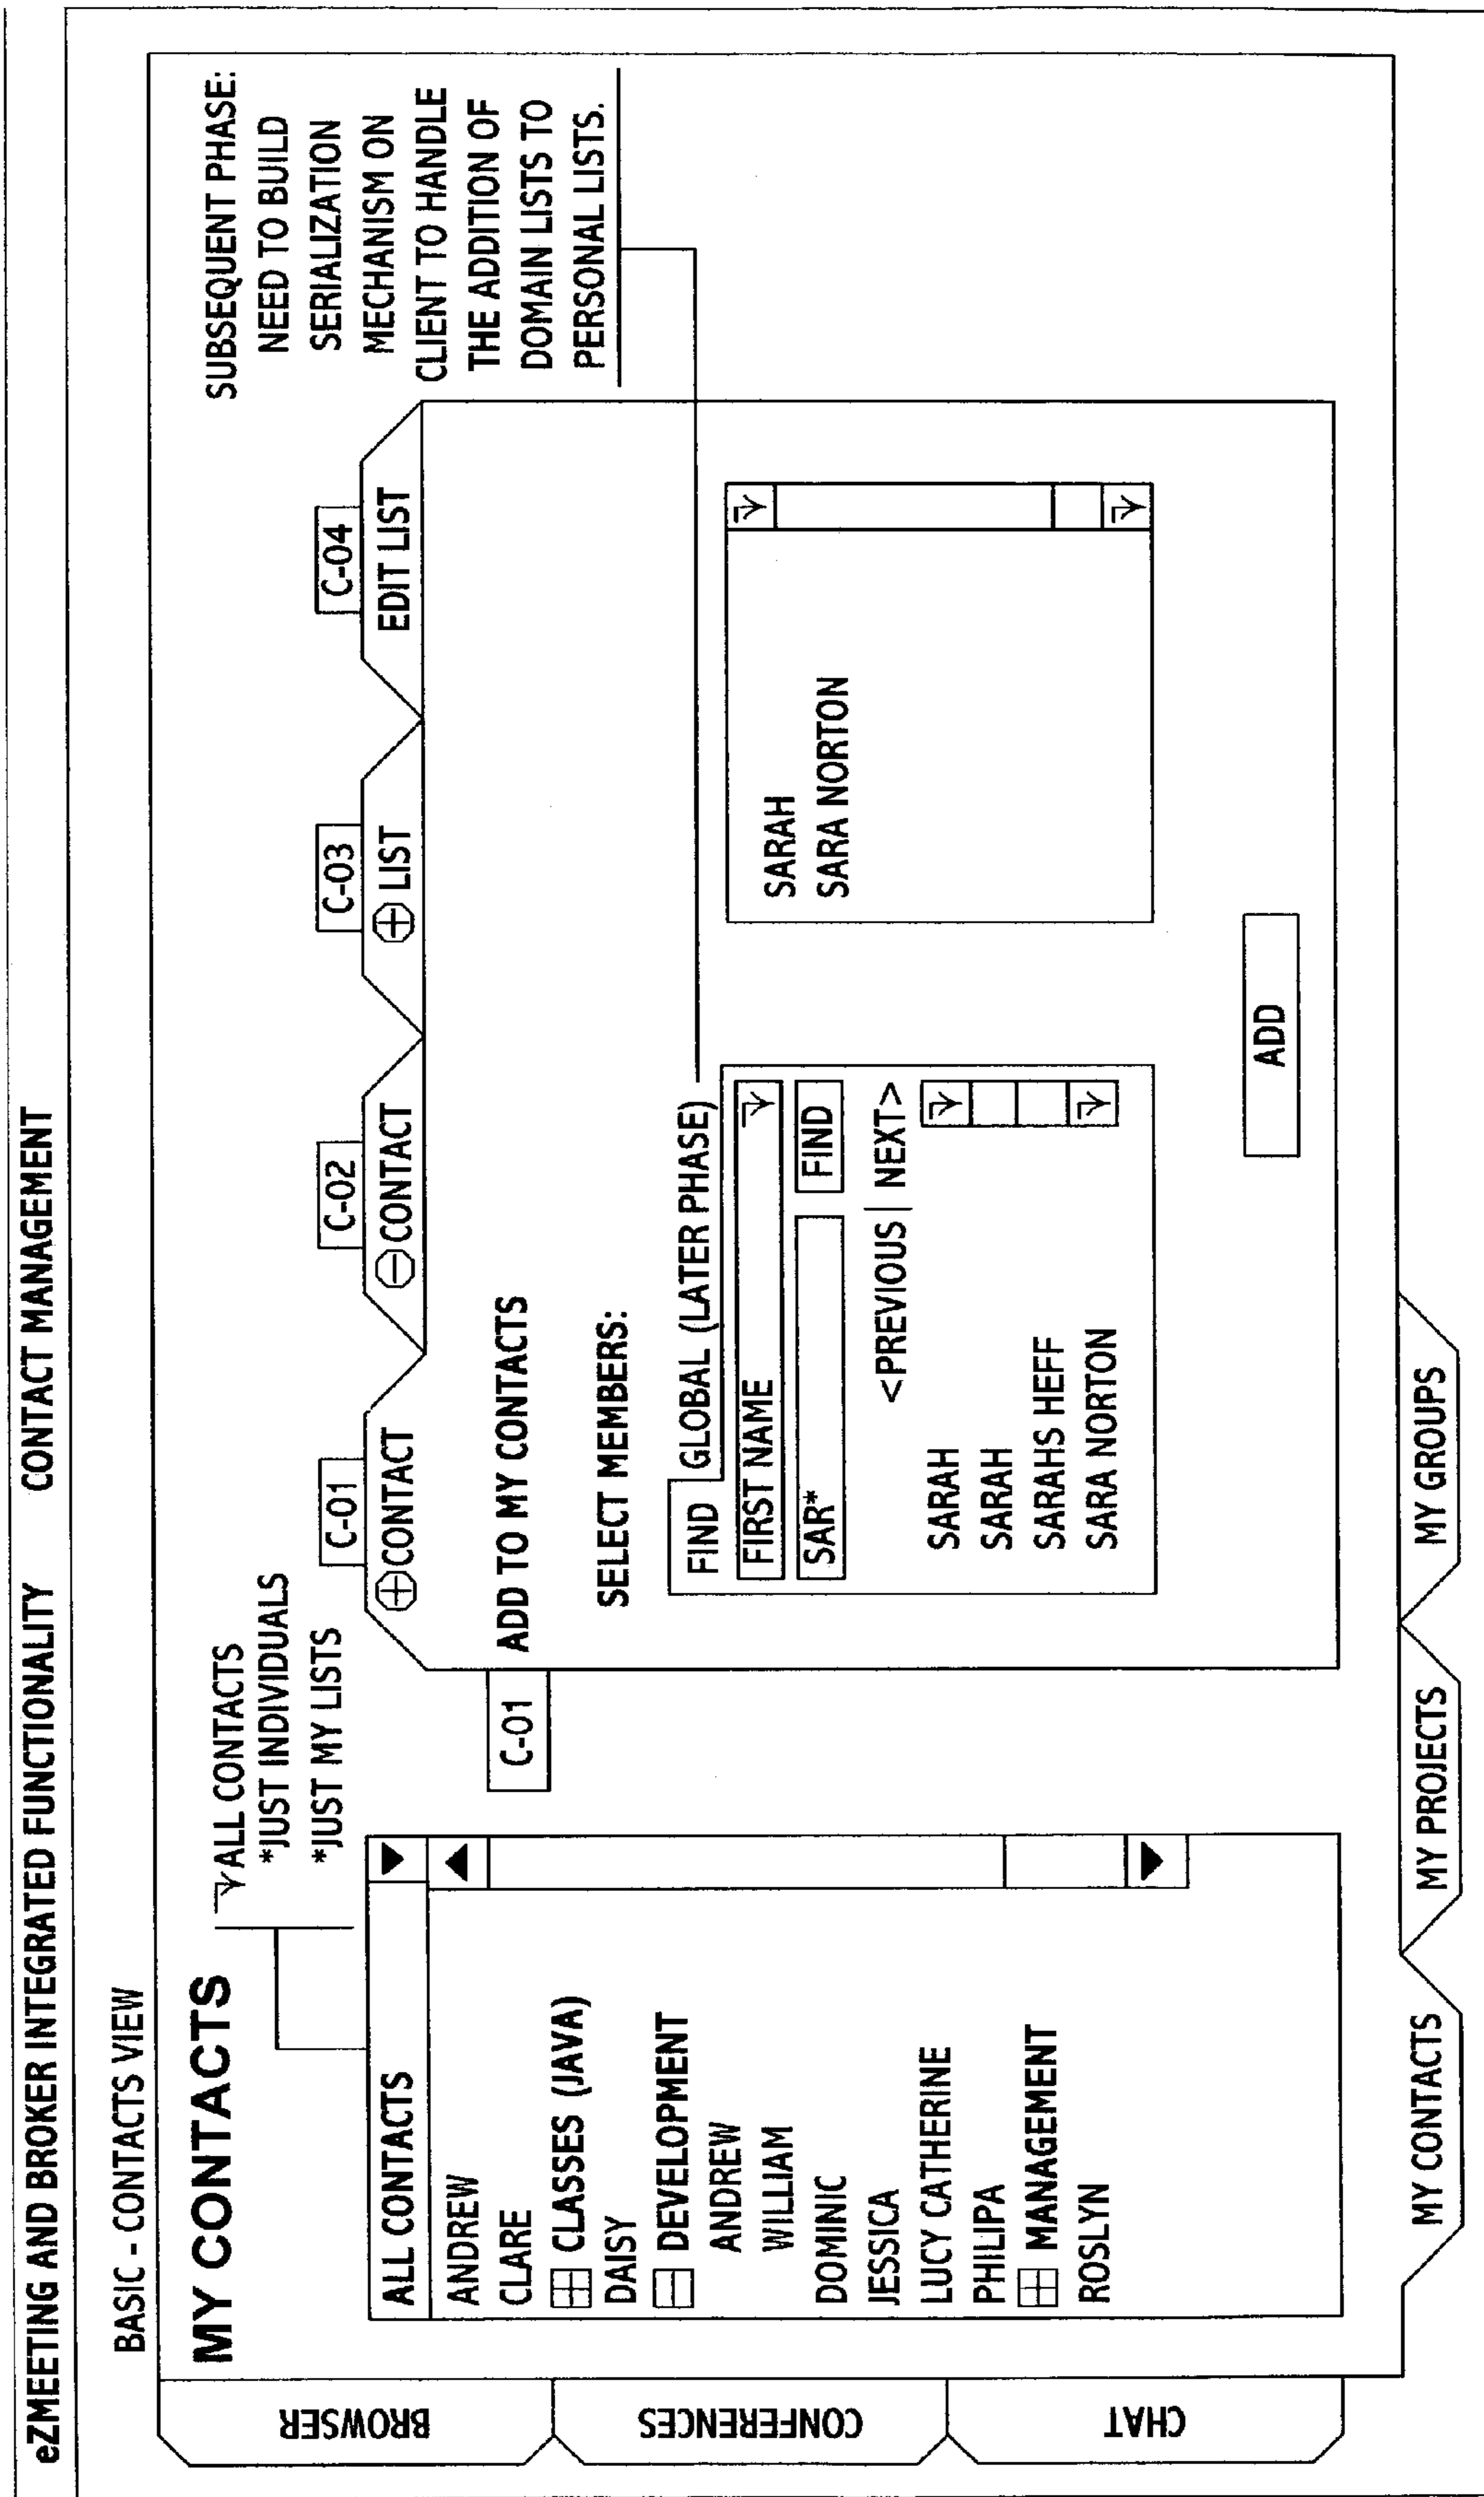 eZMEETING AND BROKER INTEGRATED FUNCTIONALITY CONTACT MANAGEMENT
BASIC - CONTACTS VIEW
MY CONTACTS
ALL CONTACTS
*JUST INDIVIDUALS
*JUST MY LISTS
SUBSEQUENT PHASE:
NEED TO BUILD
SERIALIZATION
MECHANISM ON
CLIENT TO HANDLE
THE ADDITION OF
DOMAIN LISTS TO
PERSONAL LISTS.
BROWSER
CONFERENCES
CHAT
ALL CONTACTS
ANDREW
CLARE
CLASSES (JAVA)
DAISY
DEVELOPMENT
ANDREW
WILLIAM
DOMINIC
JESSICA
LUCY CATHERINE
PHILIPA
MANAGEMENT
ROSLYN
C-01
C-01
C-02
C-03
C-04
CONTACT
CONTACT
LIST
EDIT LIST
ADD TO MY CONTACTS
SELECT MEMBERS:
FIND GLOBAL (LATER PHASE)
FIRST NAME
SAR* FIND
<PREVIOUS | NEXT>
SARAH
SARAH
SARAHS HEFF
SARA NORTON
SARAH
SARA NORTON
ADD
MY CONTACTS
MY PROJECTS
MY GROUPS